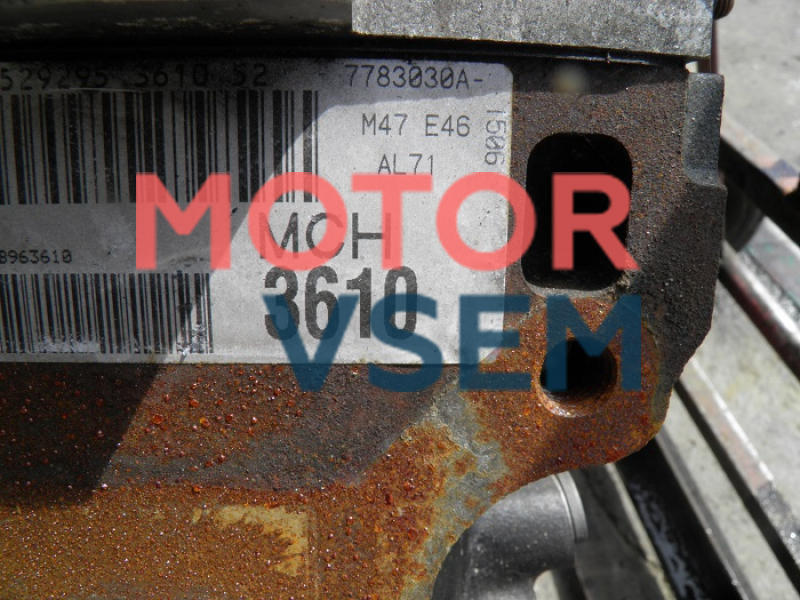 529295 3610 52 7783030A-
M47 E46
1506
AL71
MOTOR
MCH
8963610
3610
VSEM